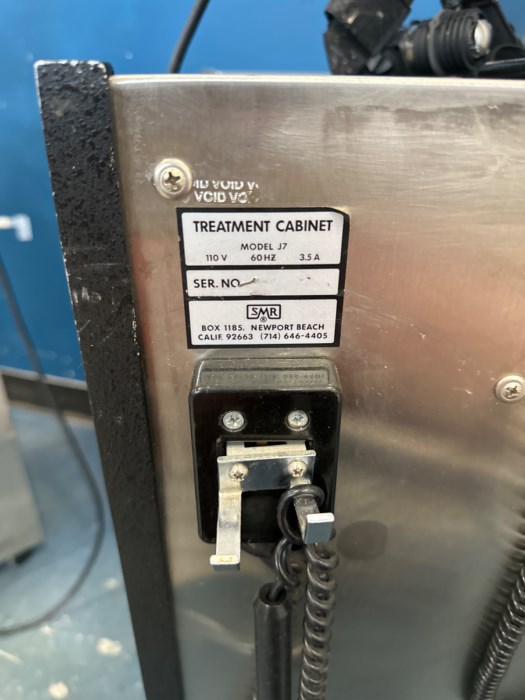 VOID V
VOID VO
TREATMENT CABINET
MODEL J7
110 V 60 HZ 3.5 A
SER. NO.
SMR
®
BOX 1185. NEWPORT BEACH
CALIF. 92663 (714) 646-4405